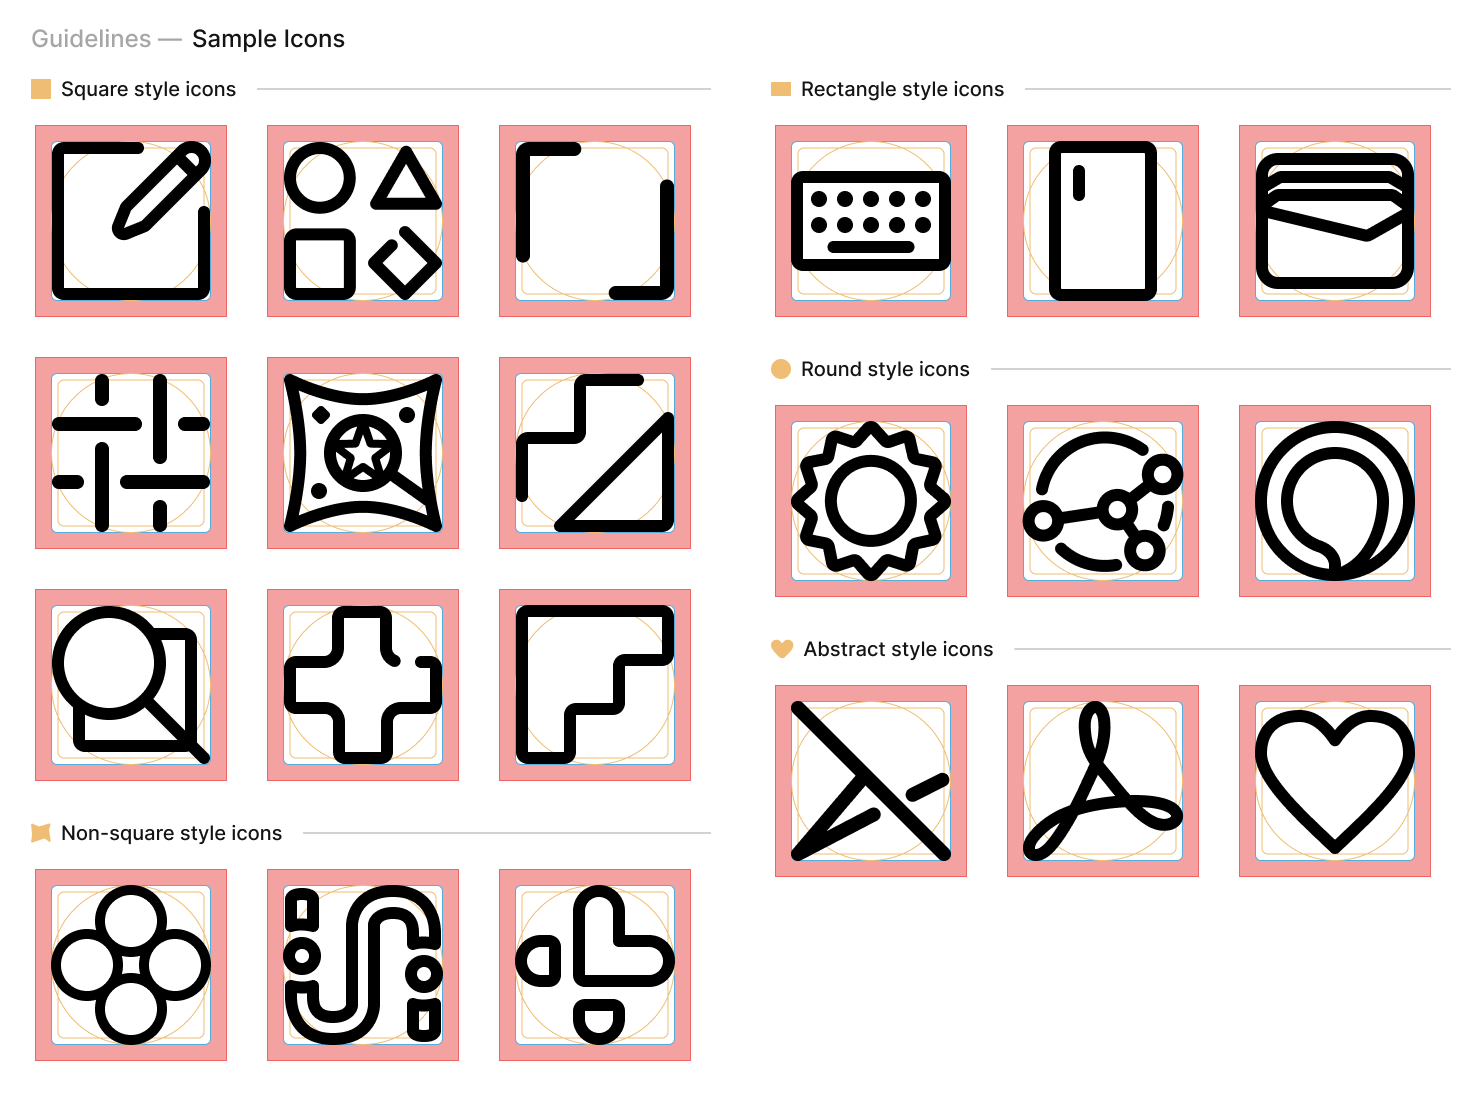 Guidelines — Sample Icons
Square style icons
Non-square style icons
Rectangle style icons
Round style icons
Abstract style icons